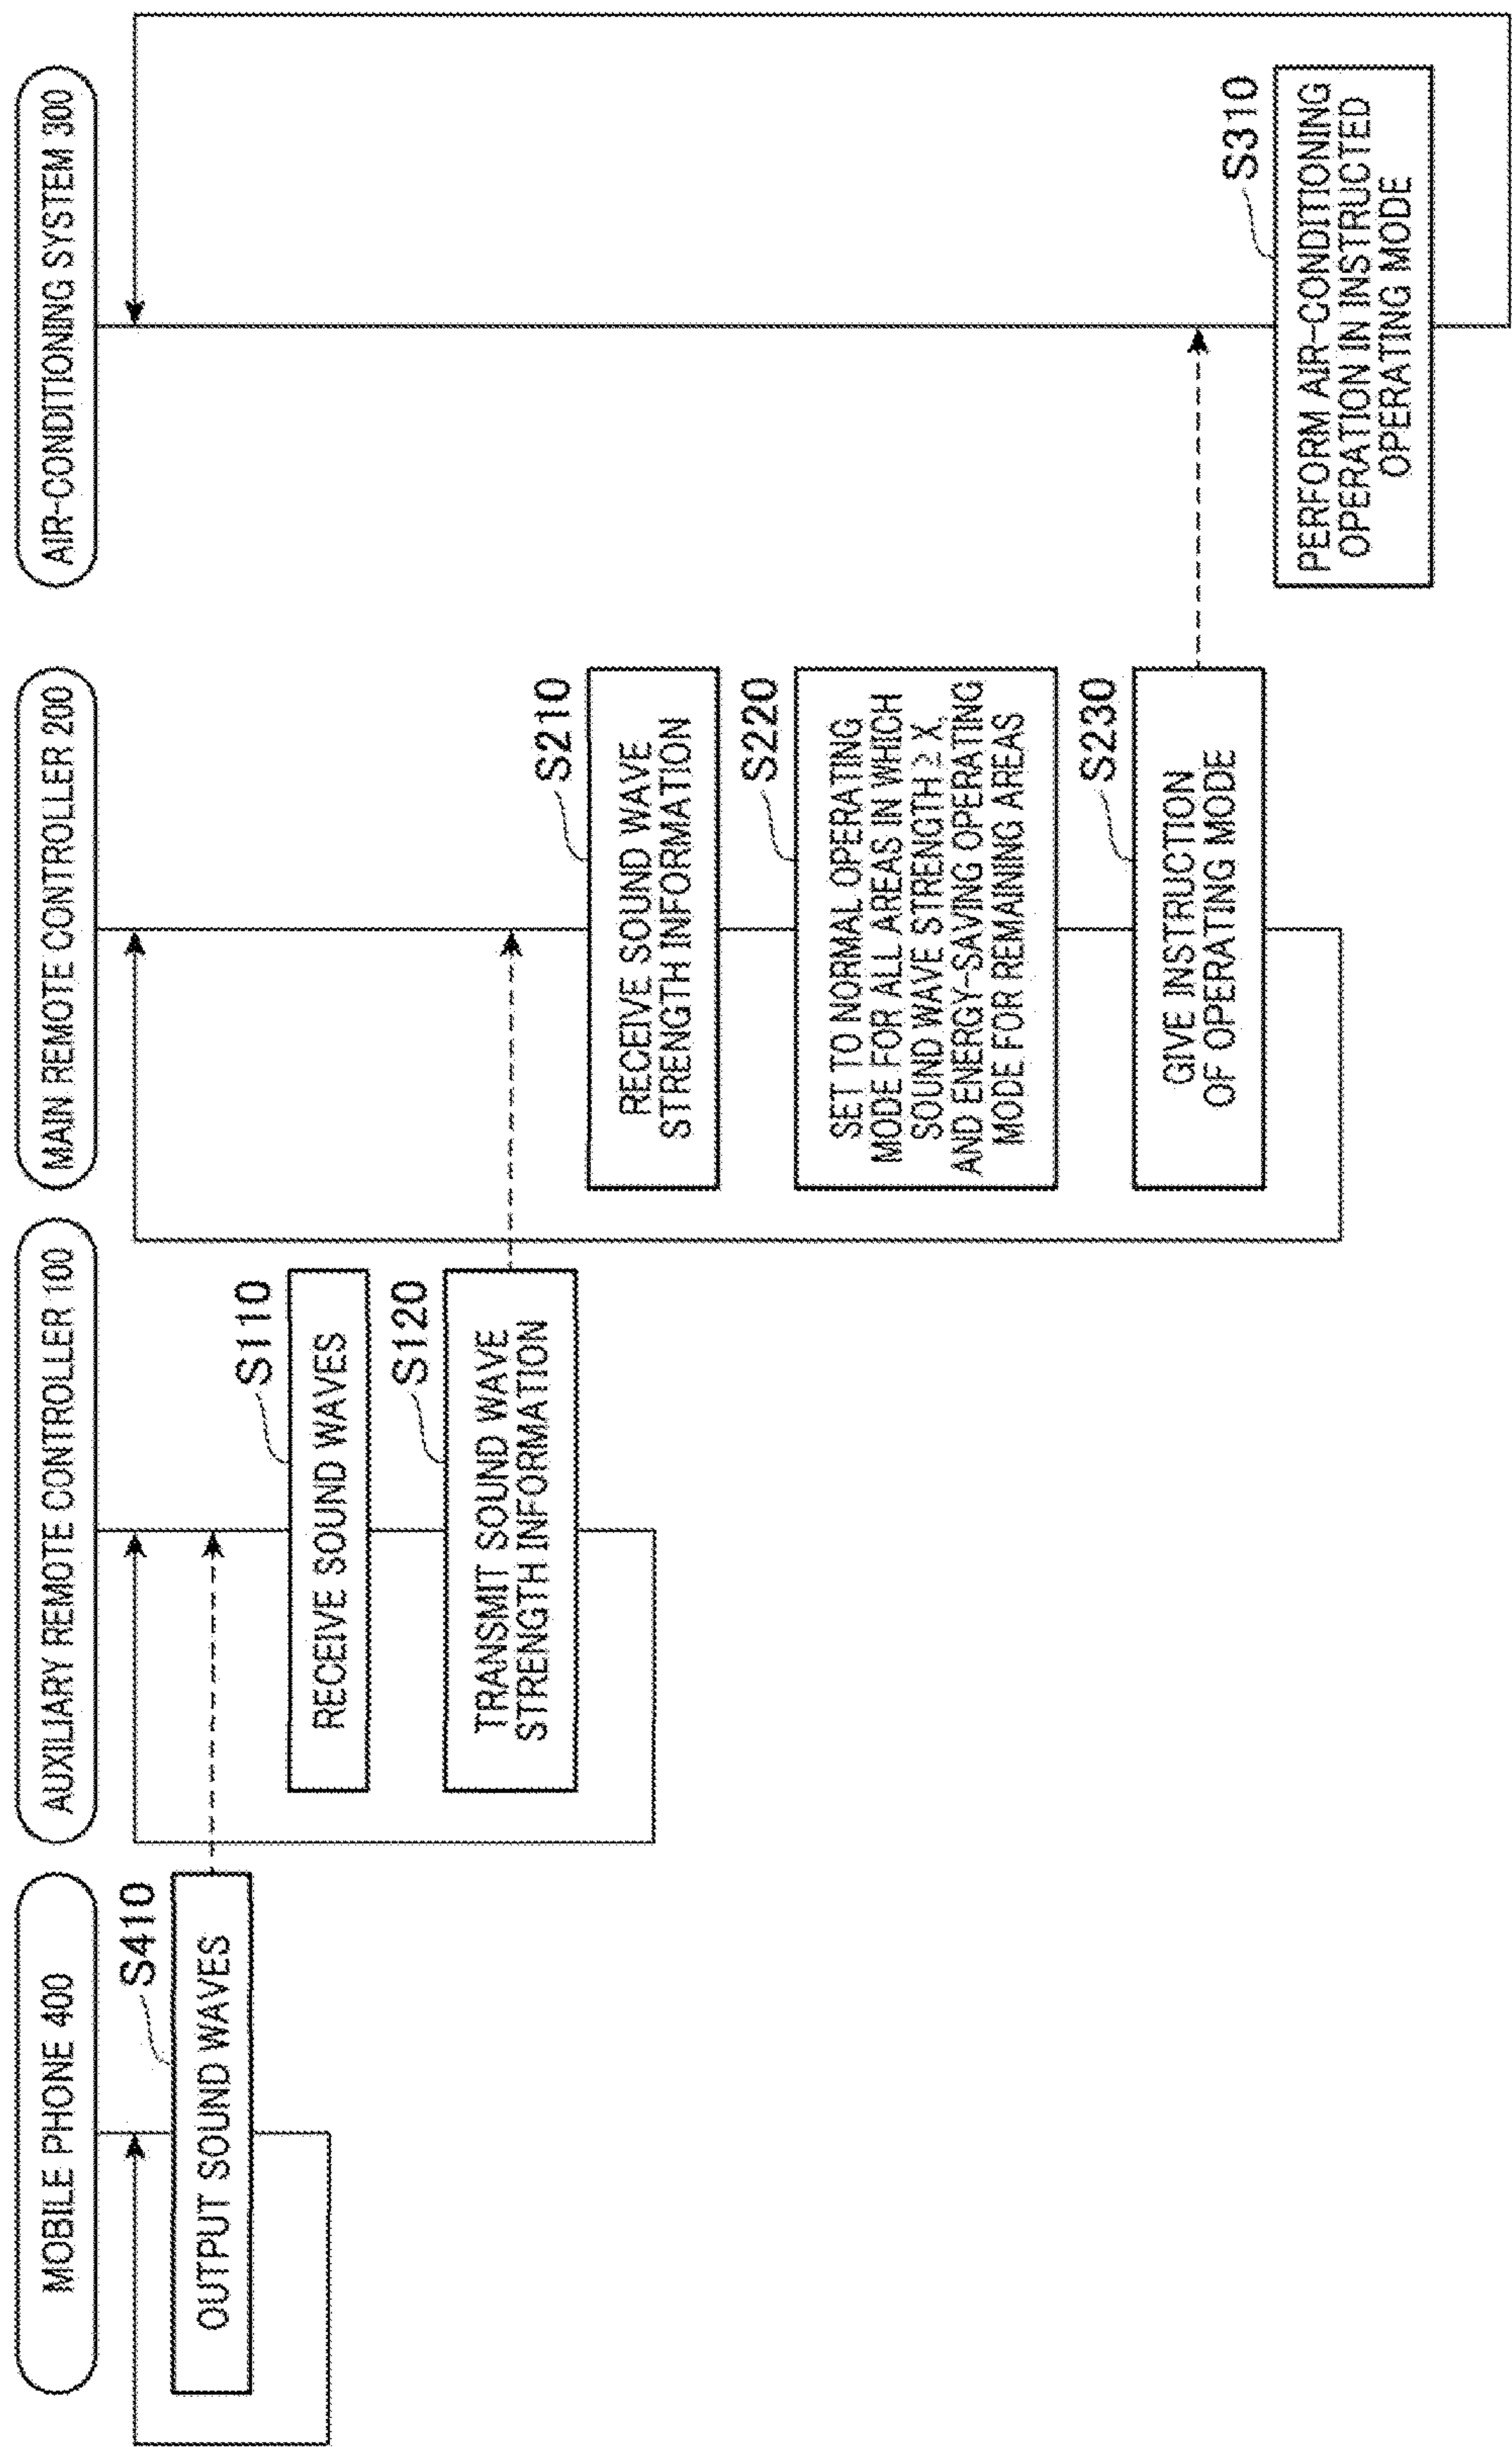 MOBILE PHONE 400
S410
OUTPUT SOUND WAVES
AUXILIARY REMOTE CONTROLLER 100
S110
RECEIVE SOUND WAVES
S120
TRANSMIT SOUND WAVE
STRENGTH INFORMATION
MAIN REMOTE CONTROLLER 200
S210
RECEIVE SOUND WAVE
STRENGTH INFORMATION
S220
SET TO NORMAL OPERATING
MODE FOR ALL AREAS IN WHICH
SOUND WAVE STRENGTH ≥ X,
AND ENERGY-SAVING OPERATING
MODE FOR REMAINING AREAS
S230
GIVE INSTRUCTION
OF OPERATING MODE
AIR-CONDITIONING SYSTEM 300
S310
PERFORM AIR-CONDITIONING
OPERATION IN INSTRUCTED
OPERATING MODE